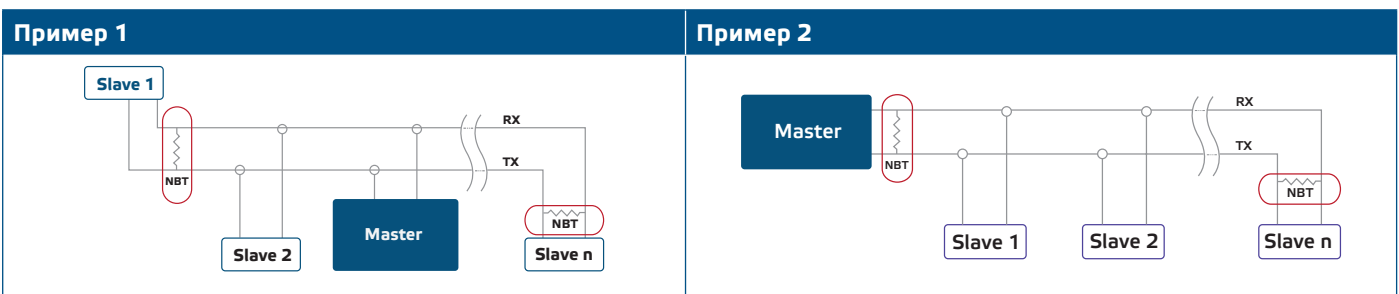 Пример 1
Slave 1
RX
TX
NBT
NBT
Slave 2
Master
Slave n
Пример 2
Master
RX
TX
NBT
NBT
Slave 1
Slave 2
Slave n